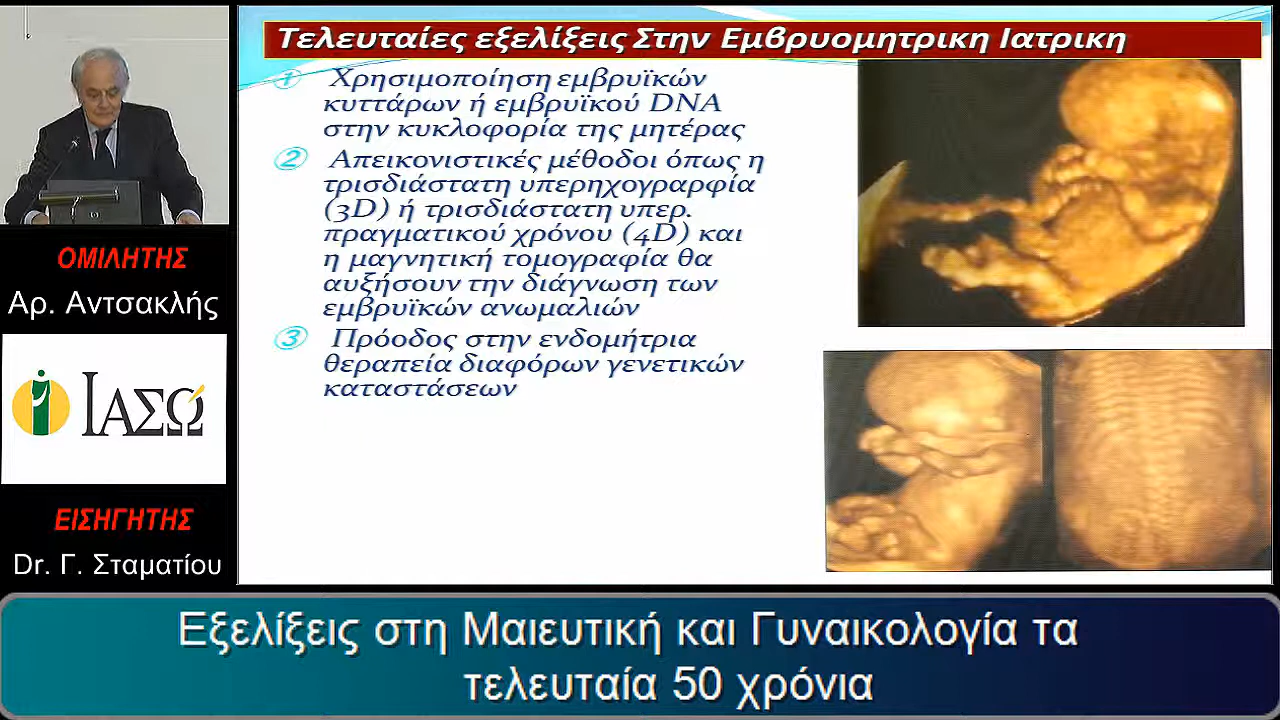 Τελευταίες εξελίξεις Στην Εμβρυομητρικη Ιατρικη
① Χρησιμοποίηση εμβρυϊκών
κυττάρων ή εμβρυϊκού DNA
στην κυκλοφορία της μητέρας
② Απεικονιστικές μέθοδοι όπως η
τρισδιάστατη υπερηχογραρφία
(3D) ή τρισδιάστατη υπερ.
πραγματικού χρόνου (4D) και
η μαγνητική τομογραφία θα
αυξήσουν την διάγνωση των
εμβρυϊκών ανωμαλιών
③ Πρόοδος στην ενδομήτρια
θεραπεία διαφόρων γενετικών
καταστάσεων
ΟΜΙΛΗΤΗΣ
Αρ. Αντσακλής
ΙΑΣΩ
ΕΙΣΗΓΗΤΗΣ
Dr. Γ. Σταματίου
Εξελίξεις στη Μαιευτική και Γυναικολογία τα
τελευταία 50 χρόνια